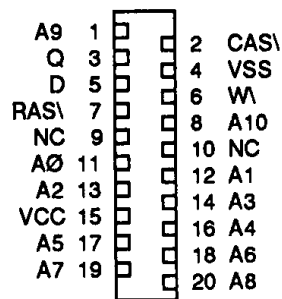 A9 1
2 CAS\
Q 3
4 VSS
D 5
6 W\
RAS\ 7
8 A10
NC 9
10 NC
AØ 11
12 A1
A2 13
14 A3
VCC 15
16 A4
A5 17
18 A6
A7 19
20 A8